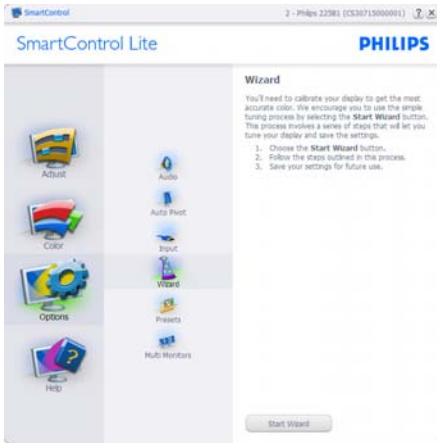 SmartControl
2 - Philips 225B1 (CS30715000001)
SmartControl Lite
PHILIPS
Adjust
Color
Options
Help
Audio
Auto Pivot
Input
Wizard
Presets
Multi Monitors
Wizard
You'll need to calibrate your display to get the most
accurate color. We encourage you to use the simple
tuning process by selecting the Start Wizard button.
This process involves a series of steps that will let you
tune your display and save the settings.
1. Choose the Start Wizard button.
2. Follow the steps outlined in this process.
3. Save your settings for future use.
Start Wizard